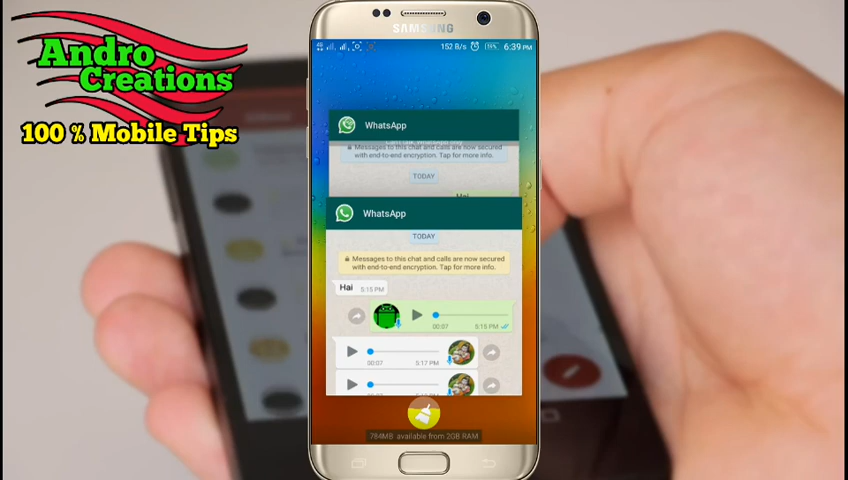 Andro
Creations
100 % Mobile Tips
SAMSUNG
152 B/s 6:39 PM
WhatsApp
Messages to this chat and calls are now secured
with end-to-end encryption. Tap for more info.
TODAY
Hai
WhatsApp
TODAY
Messages to this chat and calls are now secured
with end-to-end encryption. Tap for more info.
Hai 5:15 PM
00:07 5:15 PM
00:07 5:17 PM
784MB available from 2GB RAM